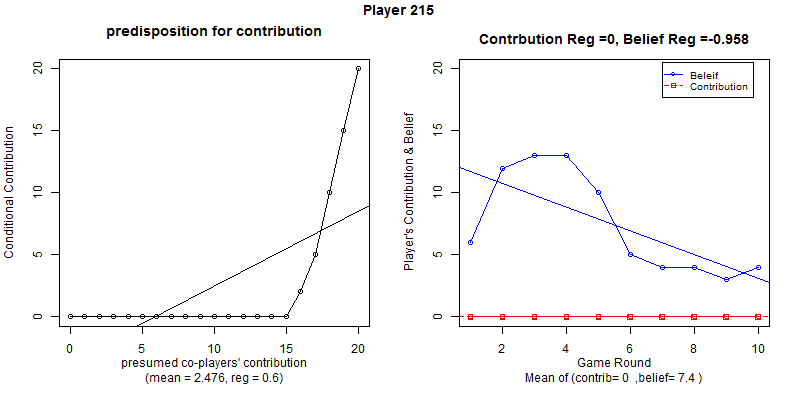 Player 215
predisposition for contribution
Conditional Contribution
20
15
10
5
0
0 5 10 15 20
presumed co-players' contribution
(mean = 2.476, reg = 0.6)
Contrbution Reg =0, Belief Reg =-0.958
Player's Contribution & Belief
20
15
10
5
0
Beleif
Contribution
2 4 6 8 10
Game Round
Mean of (contrib= 0 ,belief= 7.4 )